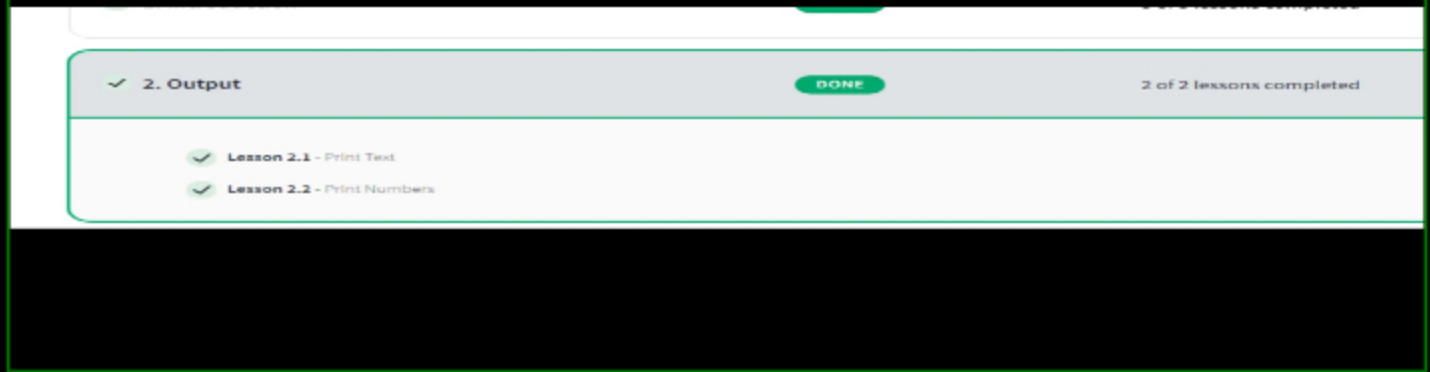 2. Output DONE 2 of 2 lessons completed
Lesson 2.1 - Print Text
Lesson 2.2 - Print Numbers